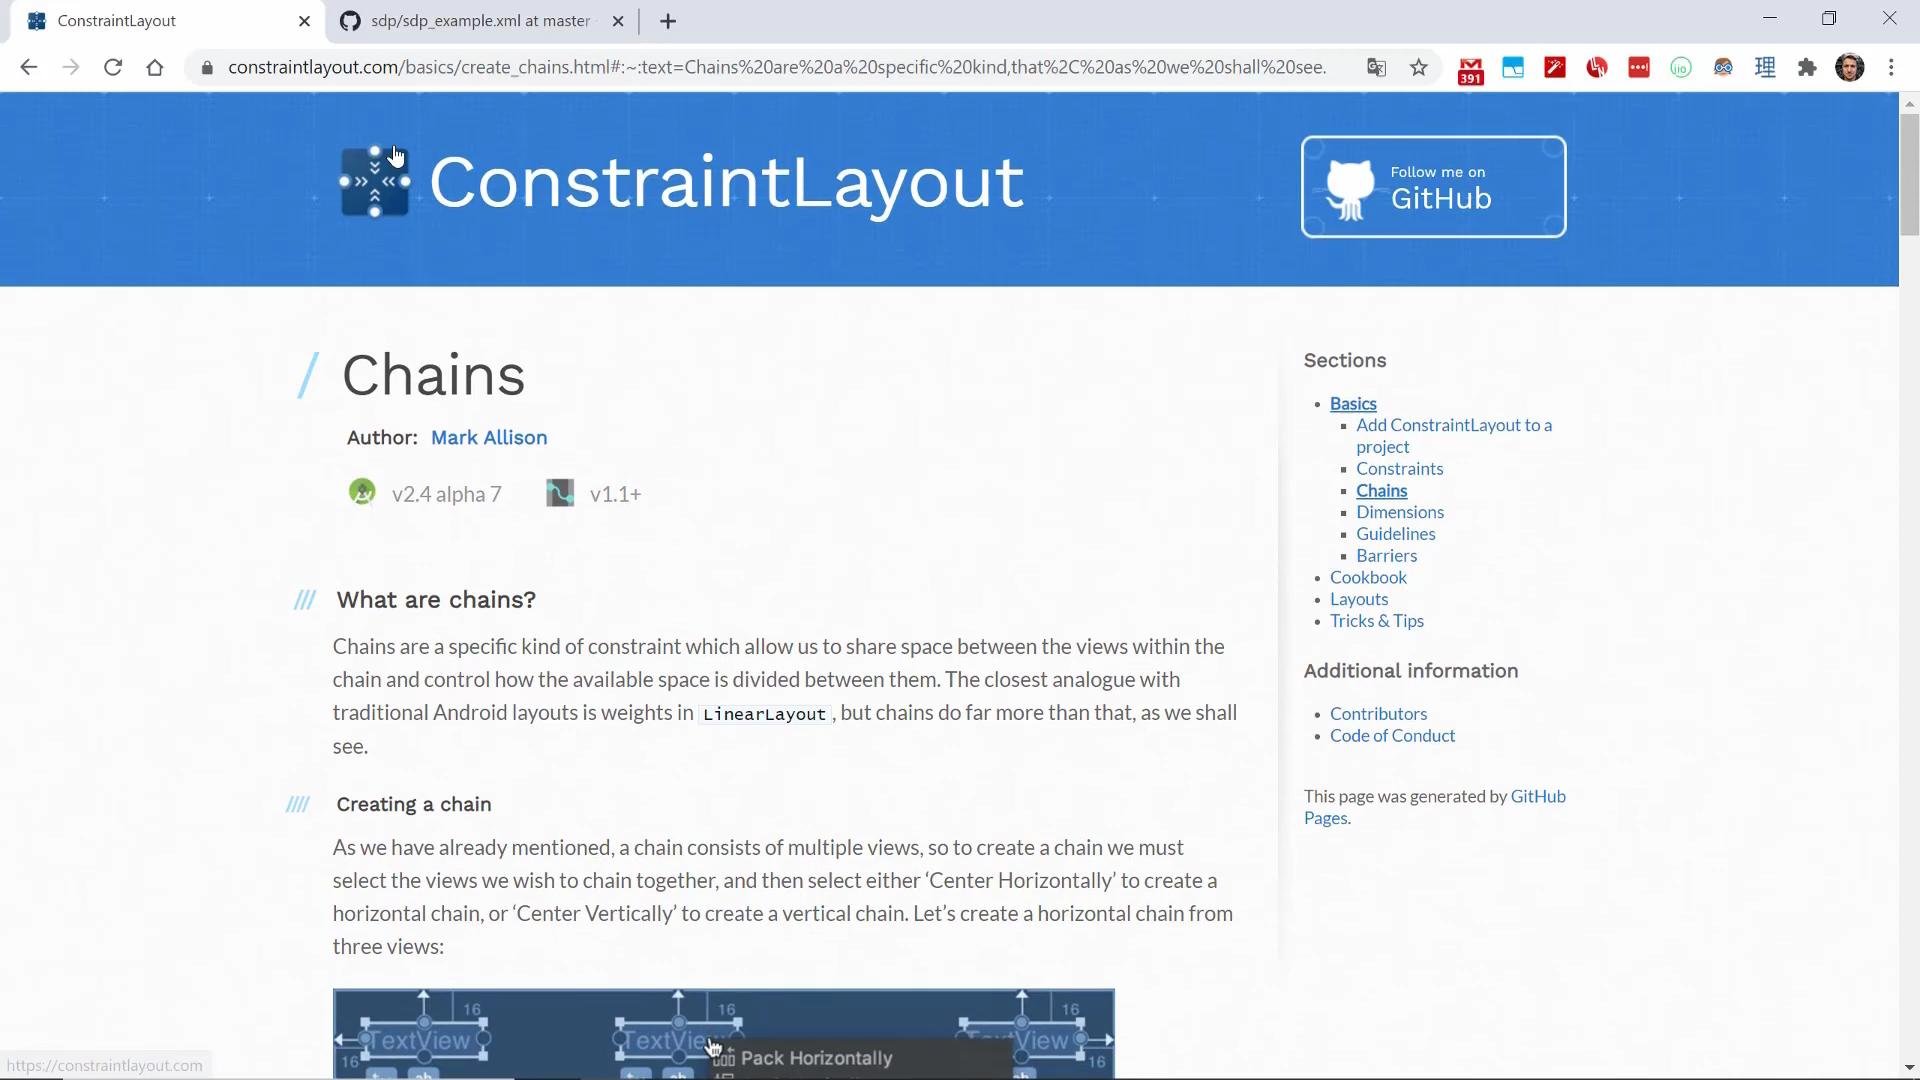 ConstraintLayout
sdp/sdp_example.xml at master
constraintlayout.com/basics/create_chains.html#:~:text=Chains%20are%20a%20specific%20kind,that%2C%20as%20we%20shall%20see.
391
理
ConstraintLayout
Follow me on
GitHub
/ Chains
Author: Mark Allison
v2.4 alpha 7 v1.1+
/// What are chains?
Chains are a specific kind of constraint which allow us to share space between the views within the
chain and control how the available space is divided between them. The closest analogue with
traditional Android layouts is weights in LinearLayout, but chains do far more than that, as we shall
see.
//// Creating a chain
As we have already mentioned, a chain consists of multiple views, so to create a chain we must
select the views we wish to chain together, and then select either ‘Center Horizontally’ to create a
horizontal chain, or ‘Center Vertically’ to create a vertical chain. Let’s create a horizontal chain from
three views:
16 16 16
TextView TextView TextView
16 Pack Horizontally 16
Sections
Basics
Add ConstraintLayout to a
project
Constraints
Chains
Dimensions
Guidelines
Barriers
Cookbook
Layouts
Tricks & Tips
Additional information
Contributors
Code of Conduct
This page was generated by GitHub
Pages.
https://constraintlayout.com